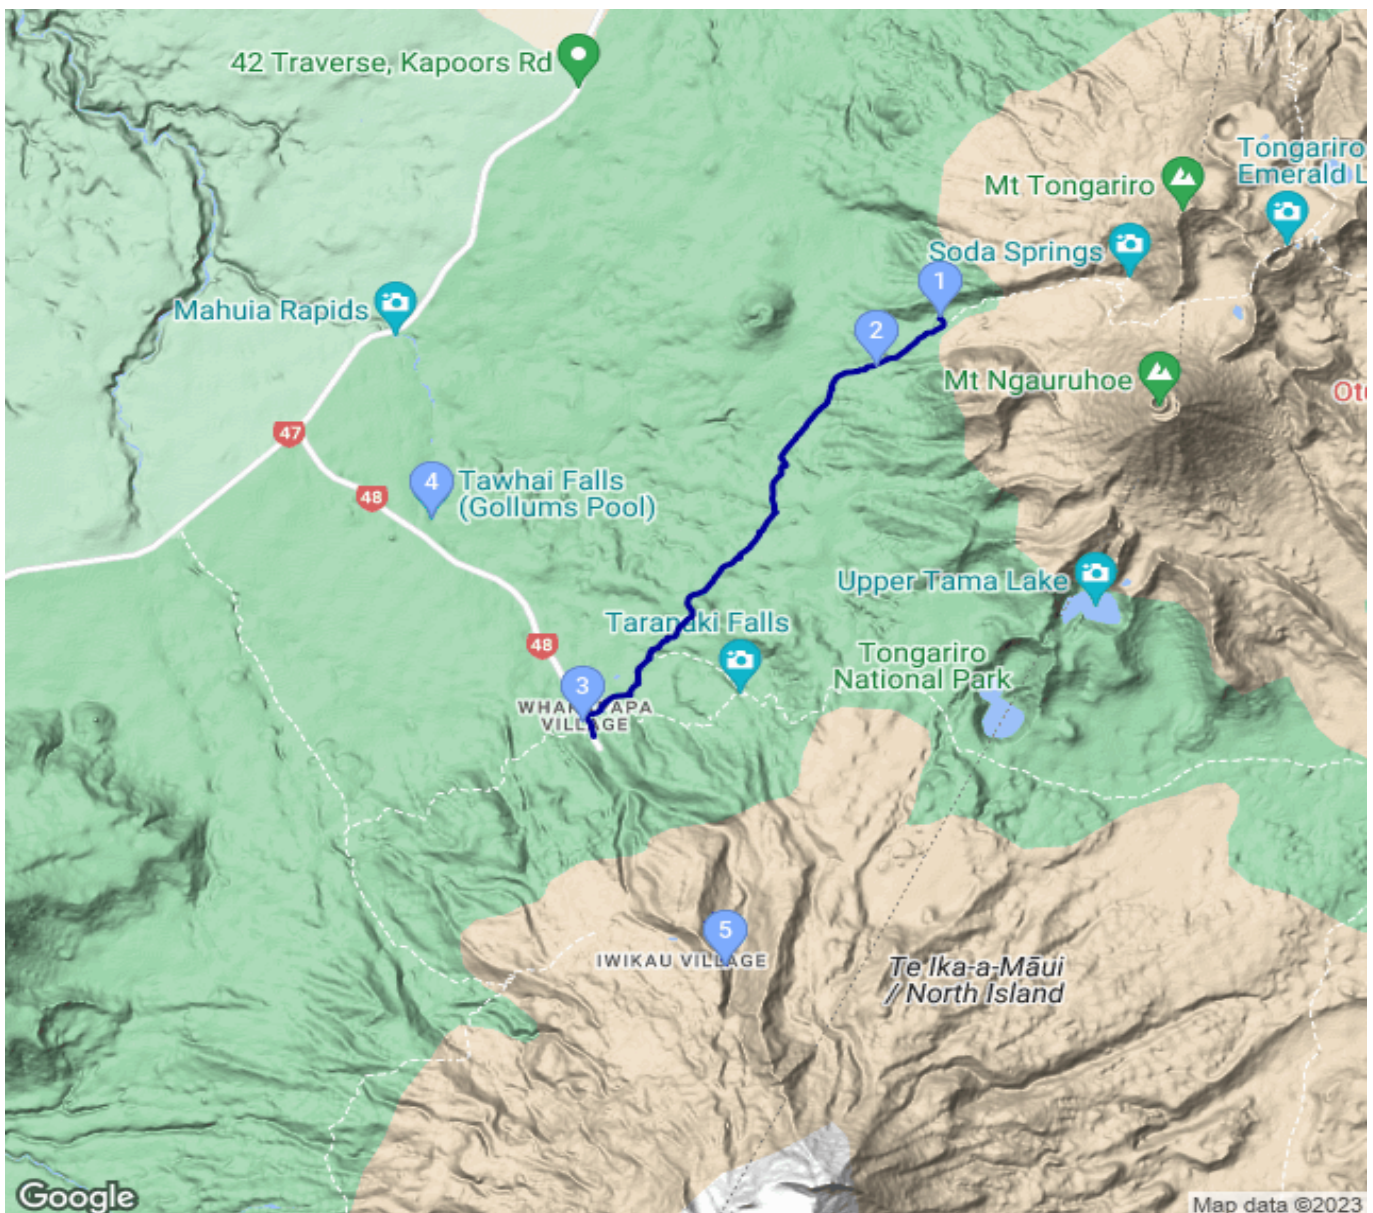 42 Traverse, Kapoors Rd
Tongariro
Emerald L
Mt Tongariro
Soda Springs
1
Mahuia Rapids
2
Mt Ngauruhoe
Ot
47
4
Tawhai Falls
(Gollums Pool)
48
Upper Tama Lake
Taranaki Falls
48
Tongariro
National Park
3
VILLAGE
5
IWIKAU VILLAGE
Te Ika-a-Māui
/ North Island
Google
Map data ©2023